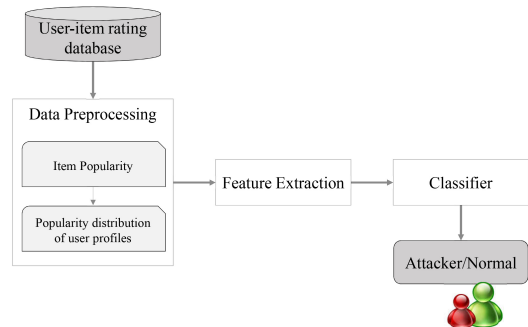 User-item rating
database
Data Preprocessing
Item Popularity
Popularity distribution
of user profiles
Feature Extraction
Classifier
Attacker/Normal